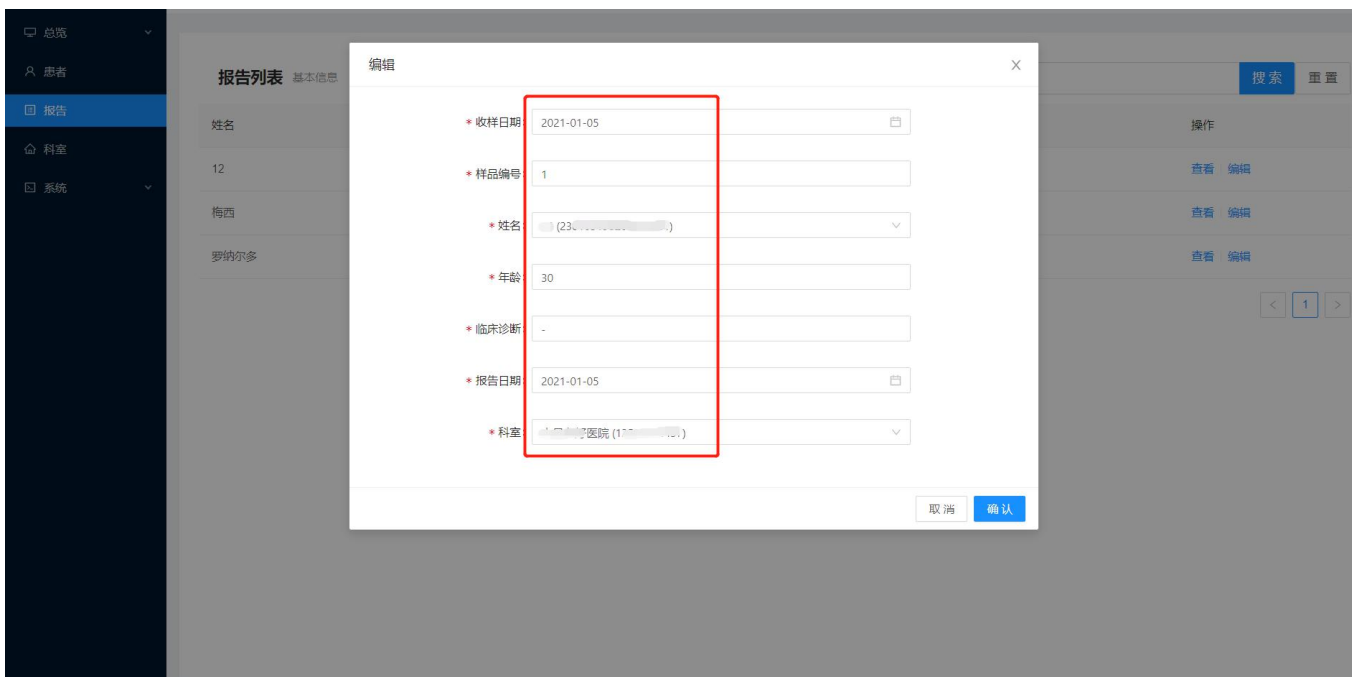 总览
患者
报告
科室
系统
报告列表 基本信息
搜索 重置
姓名
操作
12
查看 编辑
梅西
查看 编辑
罗纳尔多
查看 编辑
1
编辑
* 收样日期: 2021-01-05
* 样品编号: 1
* 姓名:
* 年龄: 30
* 临床诊断: -
* 报告日期: 2021-01-05
* 科室: 医院
取消 确认